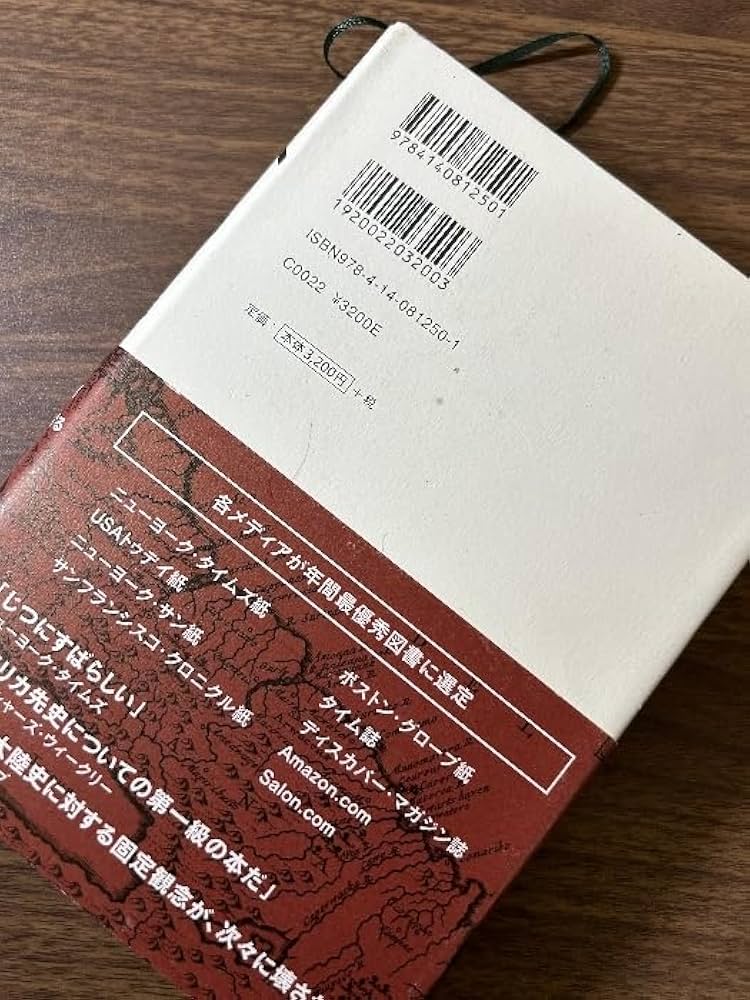 9784140812501
1920022032003
ISBN978-4-14-081250-1
C0022 ¥3200E
定価・本体3,200円+税
各メディアが年間最優秀図書に選定
ニューヨーク・タイムズ紙
USAトゥデイ紙
ニューヨーク・サン紙
サンフランシスコ・クロニクル紙
ボストン・グローブ紙
タイム誌
ディスカバー・マガジン誌
Amazon.com
Salon.com
「じつにすばらしい」
ューヨーク・タイムズ
リカ先史についての第一級の本だ」
ャーズ・ウィークリー
大陸史に対する固定観念が、次々に壊さ